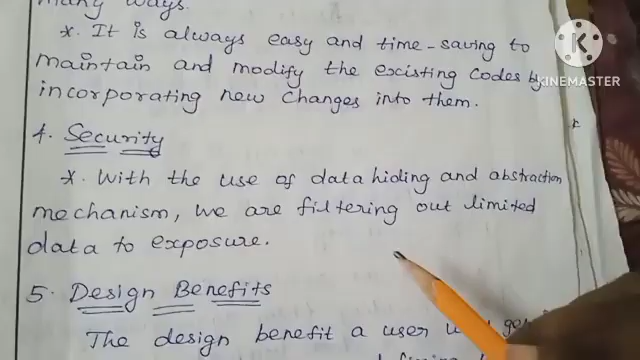 many ways.
*. It is always easy and time-saving to
maintain and modify the existing codes by
incorporating new changes into them.
4. Security
*. With the use of data hiding and abstraction
mechanism, we are filtering out limited
data to exposure.
5. Design Benefits
The design benefit a user
KINEMASTER